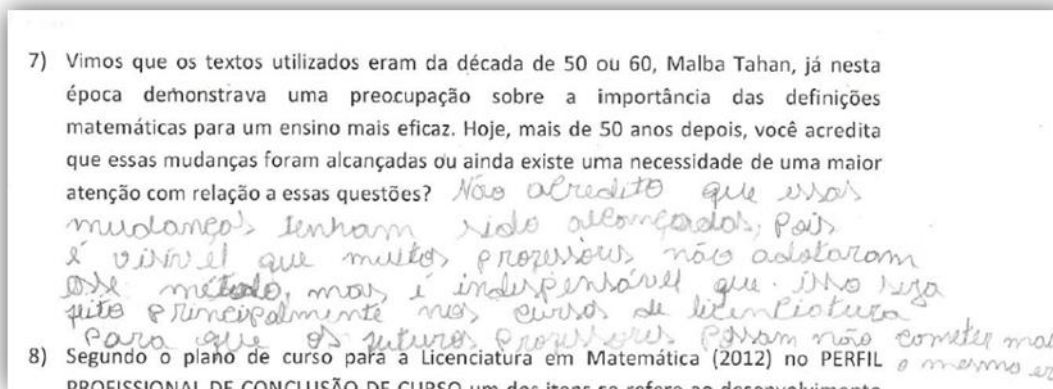 7) Vimos que os textos utilizados eram da década de 50 ou 60, Malba Tahan, já nesta
época demonstrava uma preocupação sobre a importância das definições
matemáticas para um ensino mais eficaz. Hoje, mais de 50 anos depois, você acredita
que essas mudanças foram alcançadas ou ainda existe uma necessidade de uma maior
atenção com relação a essas questões? Não acredito que essas
mudanças tenham sido alcançadas, pois
é visível que muitos professores não adotaram
esse método, mas é indispensável que isso seja
feito principalmente nos cursos de licenciatura
para que os futuros professores possam não cometer mais
8) Segundo o plano de curso para a Licenciatura em Matemática (2012) no PERFIL o mesmo
PROFISSIONAL DE CONCLUSÃO DE CURSO um dos itens se refere ao desenvolvimento